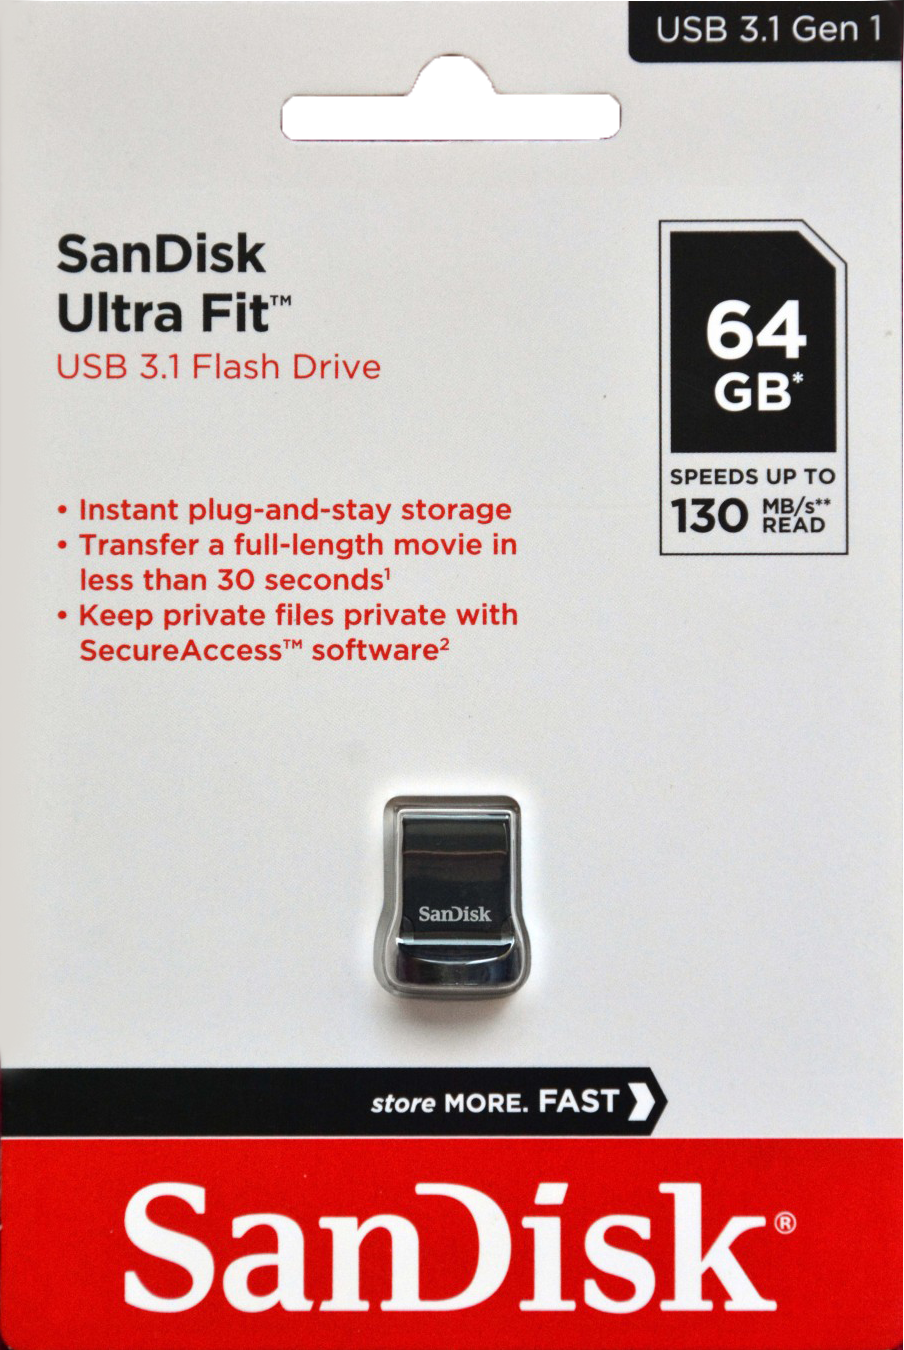 USB 3.1 Gen 1
SanDisk
Ultra Fit™
USB 3.1 Flash Drive
64
GB*
SPEEDS UP TO
130 MB/s**
READ
• Instant plug-and-stay storage
• Transfer a full-length movie in
less than 30 seconds¹
• Keep private files private with
SecureAccess™ software²
SanDisk
store MORE. FAST
SanDisk®